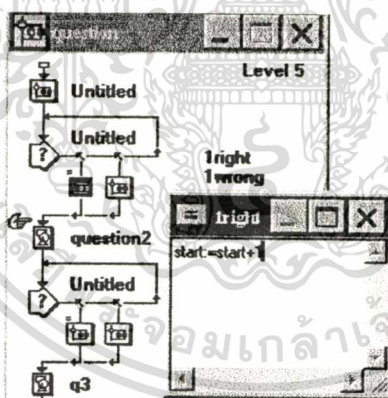 question
Level 5
Untitled
Untitled
1right
1wrong
question2
Untitled
q3
1right
start:=start+1